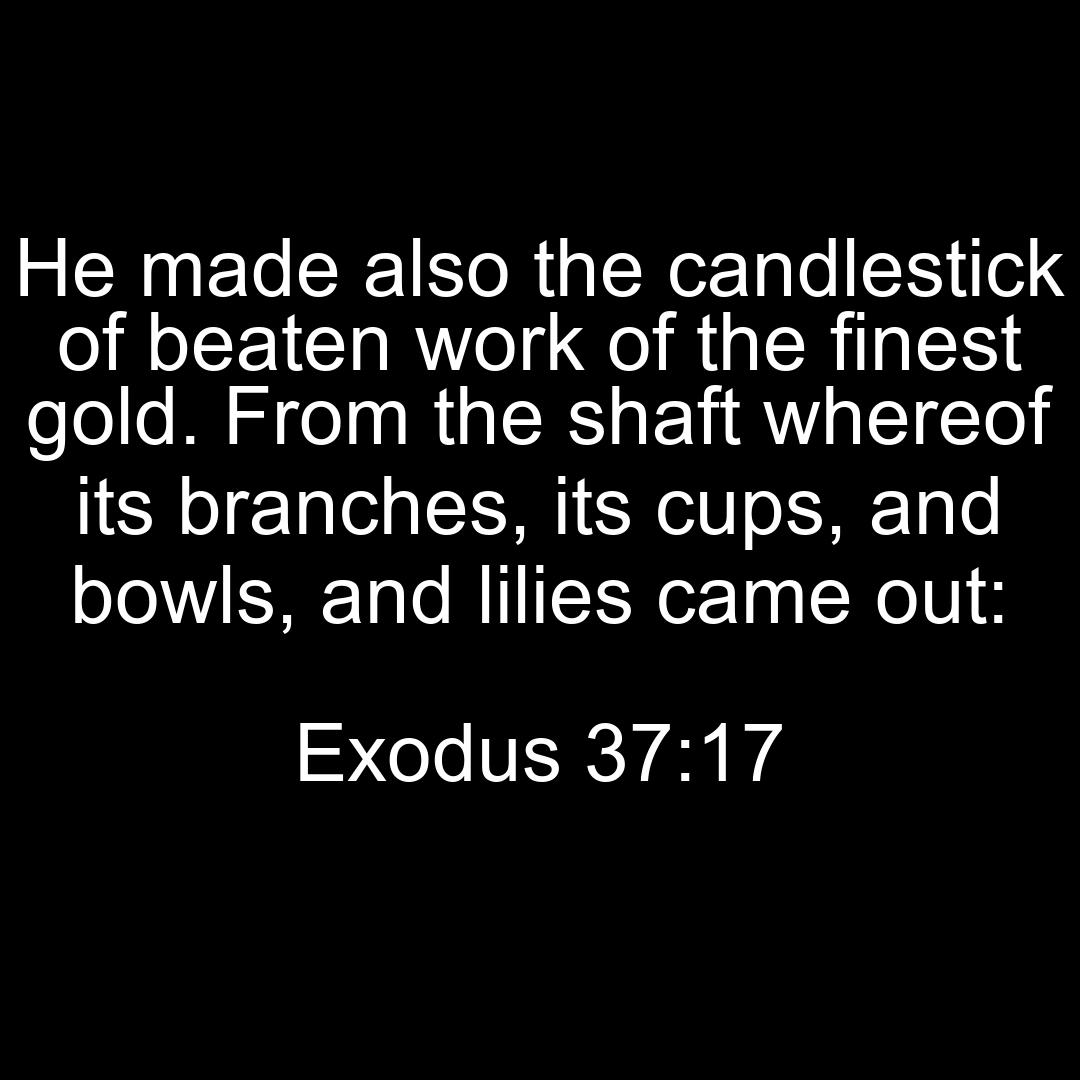 He made also the candlestick
of beaten work of the finest
gold. From the shaft whereof
its branches, its cups, and
bowls, and lilies came out:
Exodus 37:17